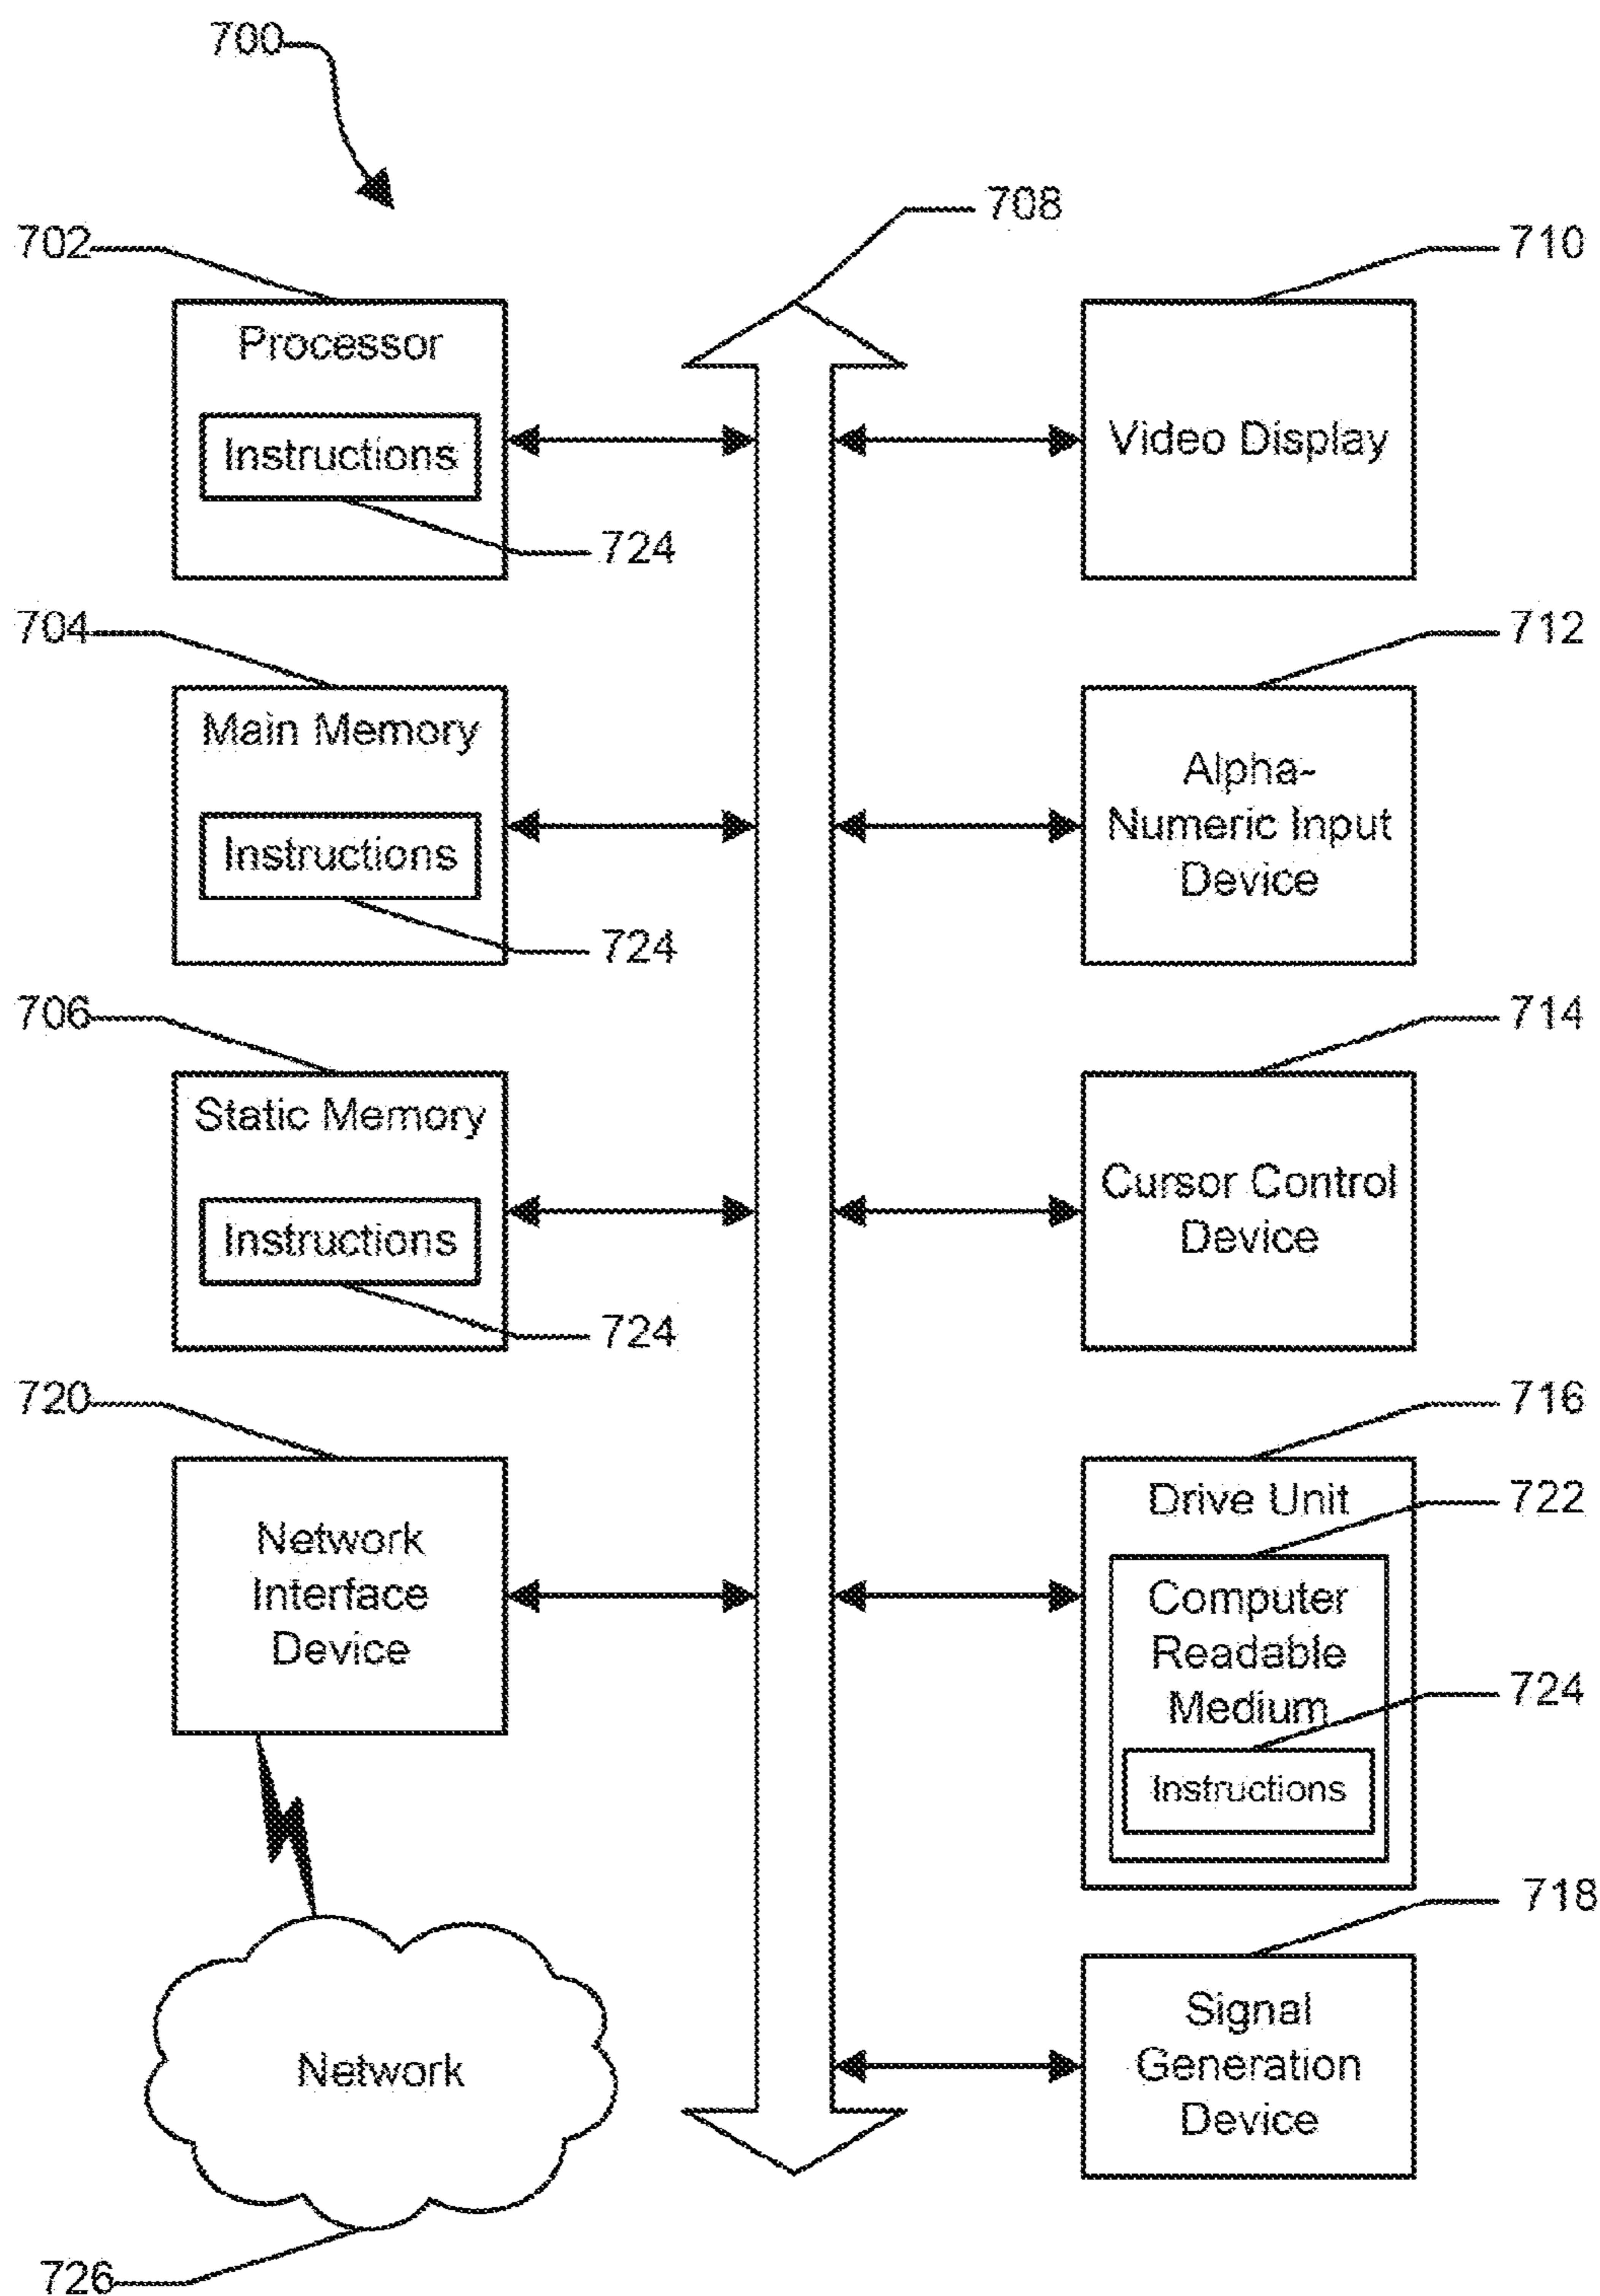 700
708
702
710
Processor
Instructions
724
Video Display
704
712
Main Memory
Instructions
724
Alpha-
Numeric Input
Device
706
714
Static Memory
Instructions
724
Cursor Control
Device
720
716
Network
Interface
Device
Drive Unit
722
Computer
Readable
Medium
724
Instructions
718
Network
Signal
Generation
Device
726